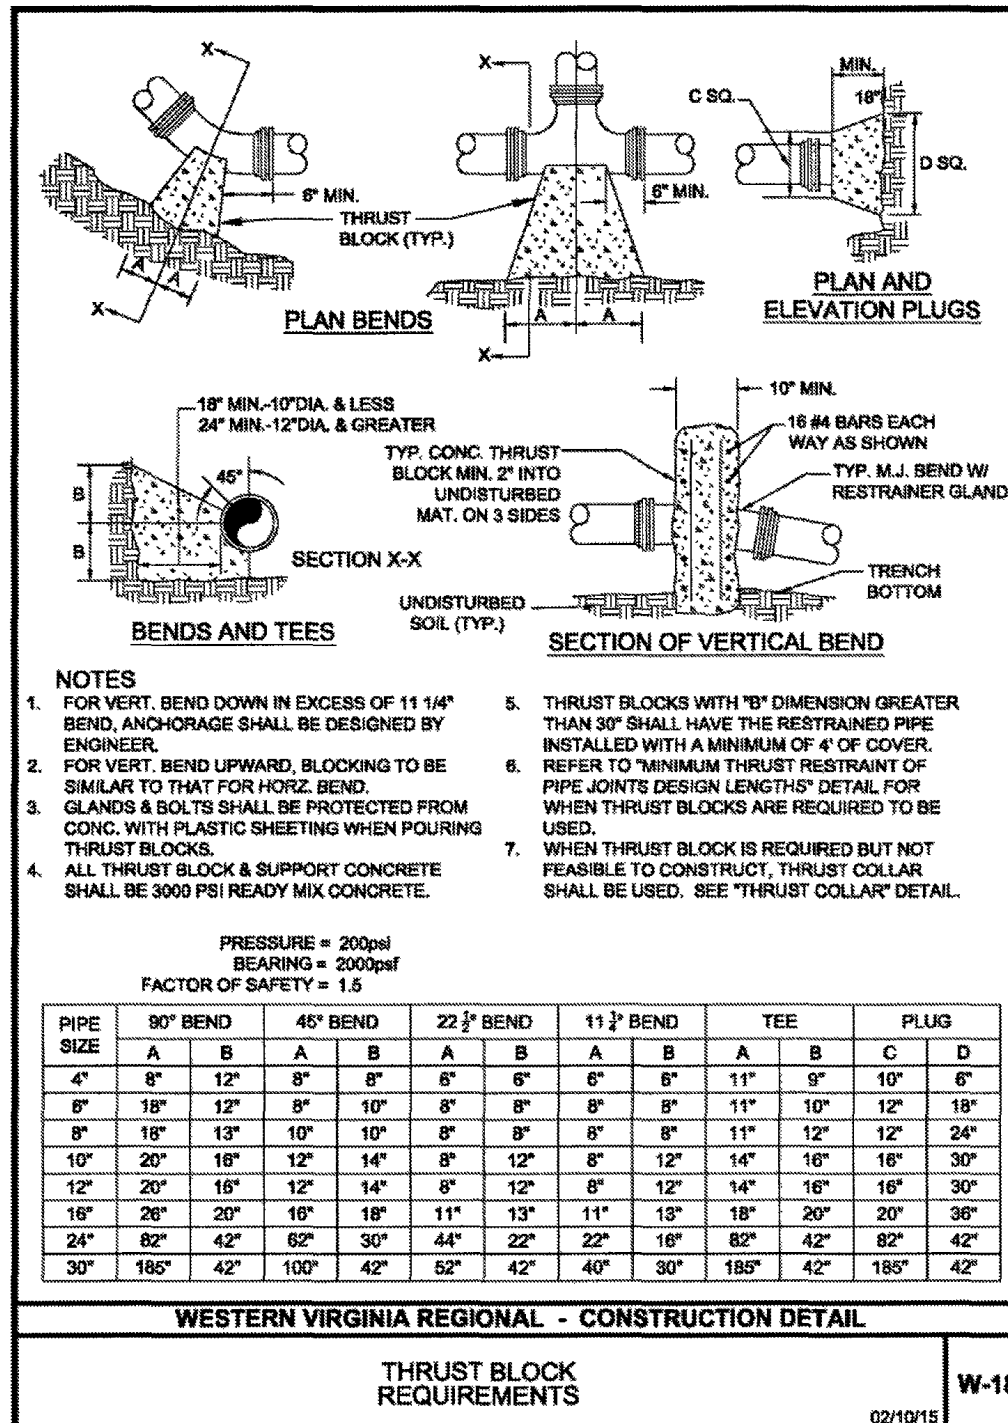 X
X
C SQ.
MIN.
18"
D SQ.
6" MIN.
THRUST
BLOCK (TYP.)
6" MIN.
A
A
X
PLAN BENDS
A
A
X
PLAN AND
ELEVATION PLUGS
18" MIN.-10"DIA. & LESS
24" MIN.-12"DIA. & GREATER
45°
B
B
SECTION X-X
BENDS AND TEES
10" MIN.
16 #4 BARS EACH
WAY AS SHOWN
TYP. CONC. THRUST
BLOCK MIN. 2" INTO
UNDISTURBED
MAT. ON 3 SIDES
TYP. M.J. BEND W/
RESTRAINER GLAND
TRENCH
BOTTOM
UNDISTURBED
SOIL (TYP.)
SECTION OF VERTICAL BEND
NOTES
1. FOR VERT. BEND DOWN IN EXCESS OF 11 1/4°
BEND, ANCHORAGE SHALL BE DESIGNED BY
ENGINEER.
2. FOR VERT. BEND UPWARD, BLOCKING TO BE
SIMILAR TO THAT FOR HORZ. BEND.
3. GLANDS & BOLTS SHALL BE PROTECTED FROM
CONC. WITH PLASTIC SHEETING WHEN POURING
THRUST BLOCKS.
4. ALL THRUST BLOCK & SUPPORT CONCRETE
SHALL BE 3000 PSI READY MIX CONCRETE.
5. THRUST BLOCKS WITH "B" DIMENSION GREATER
THAN 30" SHALL HAVE THE RESTRAINED PIPE
INSTALLED WITH A MINIMUM OF 4' OF COVER.
6. REFER TO "MINIMUM THRUST RESTRAINT OF
PIPE JOINTS DESIGN LENGTHS" DETAIL FOR
WHEN THRUST BLOCKS ARE REQUIRED TO BE
USED.
7. WHEN THRUST BLOCK IS REQUIRED BUT NOT
FEASIBLE TO CONSTRUCT, THRUST COLLAR
SHALL BE USED. SEE "THRUST COLLAR" DETAIL.
PRESSURE = 200psi
BEARING = 2000psf
FACTOR OF SAFETY = 1.5
PIPE SIZE 90° BEND 45° BEND 22 1/2° BEND 11 1/4° BEND TEE PLUG
A B A B A B A B A B C D
4" 8" 12" 8" 8" 6" 6" 6" 6" 11" 9" 10" 6"
6" 18" 12" 8" 10" 8" 8" 8" 8" 11" 10" 12" 18"
8" 18" 13" 10" 10" 8" 8" 8" 8" 11" 12" 12" 24"
10" 20" 16" 12" 14" 8" 12" 8" 12" 14" 16" 16" 30"
12" 20" 16" 12" 14" 8" 12" 8" 12" 14" 16" 16" 30"
16" 26" 20" 16" 18" 11" 13" 11" 13" 18" 20" 20" 36"
24" 82" 42" 62" 30" 44" 22" 22" 16" 82" 42" 82" 42"
30" 185" 42" 100" 42" 52" 42" 40" 30" 185" 42" 185" 42"
WESTERN VIRGINIA REGIONAL - CONSTRUCTION DETAIL
THRUST BLOCK
REQUIREMENTS
W-18
02/10/15